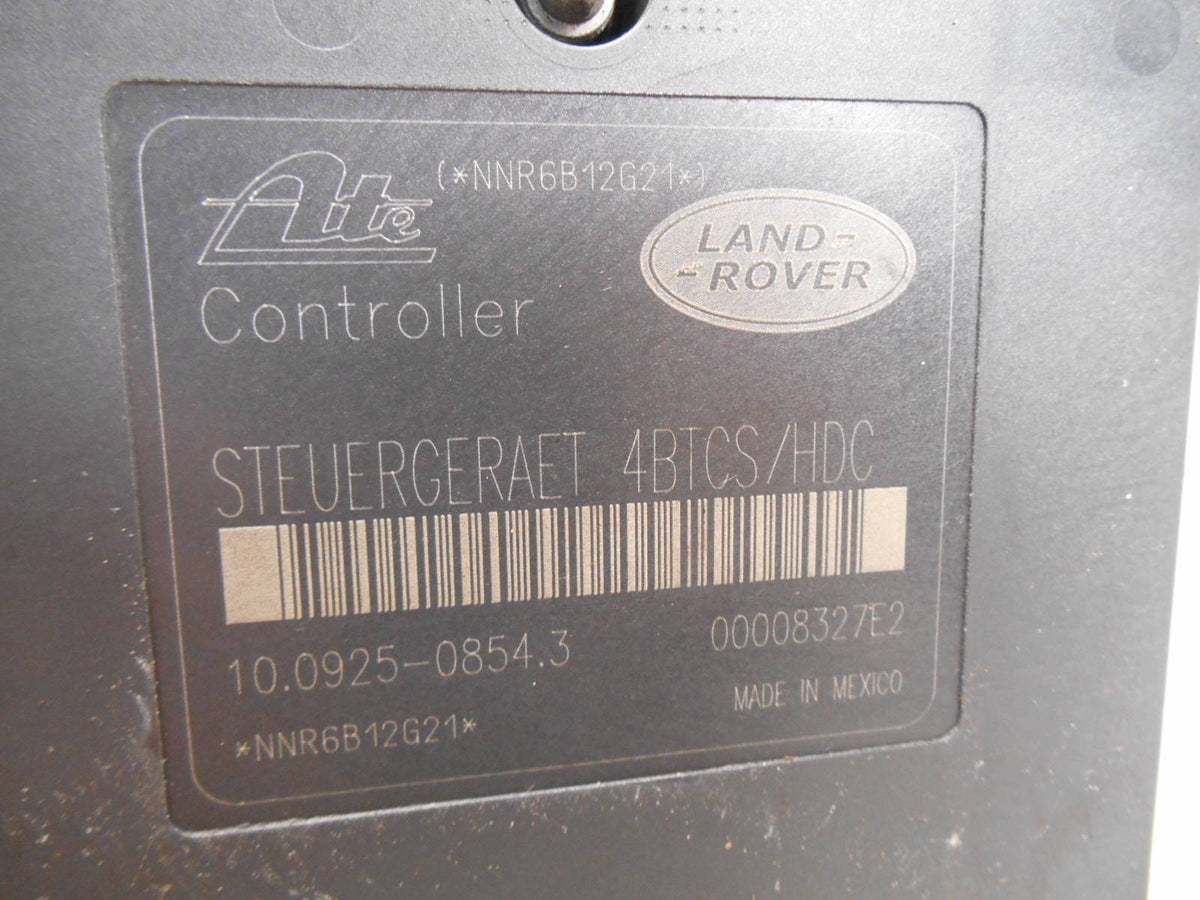 Ate (*NNR6B12G21*)
LAND-
-ROVER
Controller
STEUERGERAET 4BTCS/HDC
10.0925-0854.3 00008327E2
MADE IN MEXICO
*NNR6B12G21*